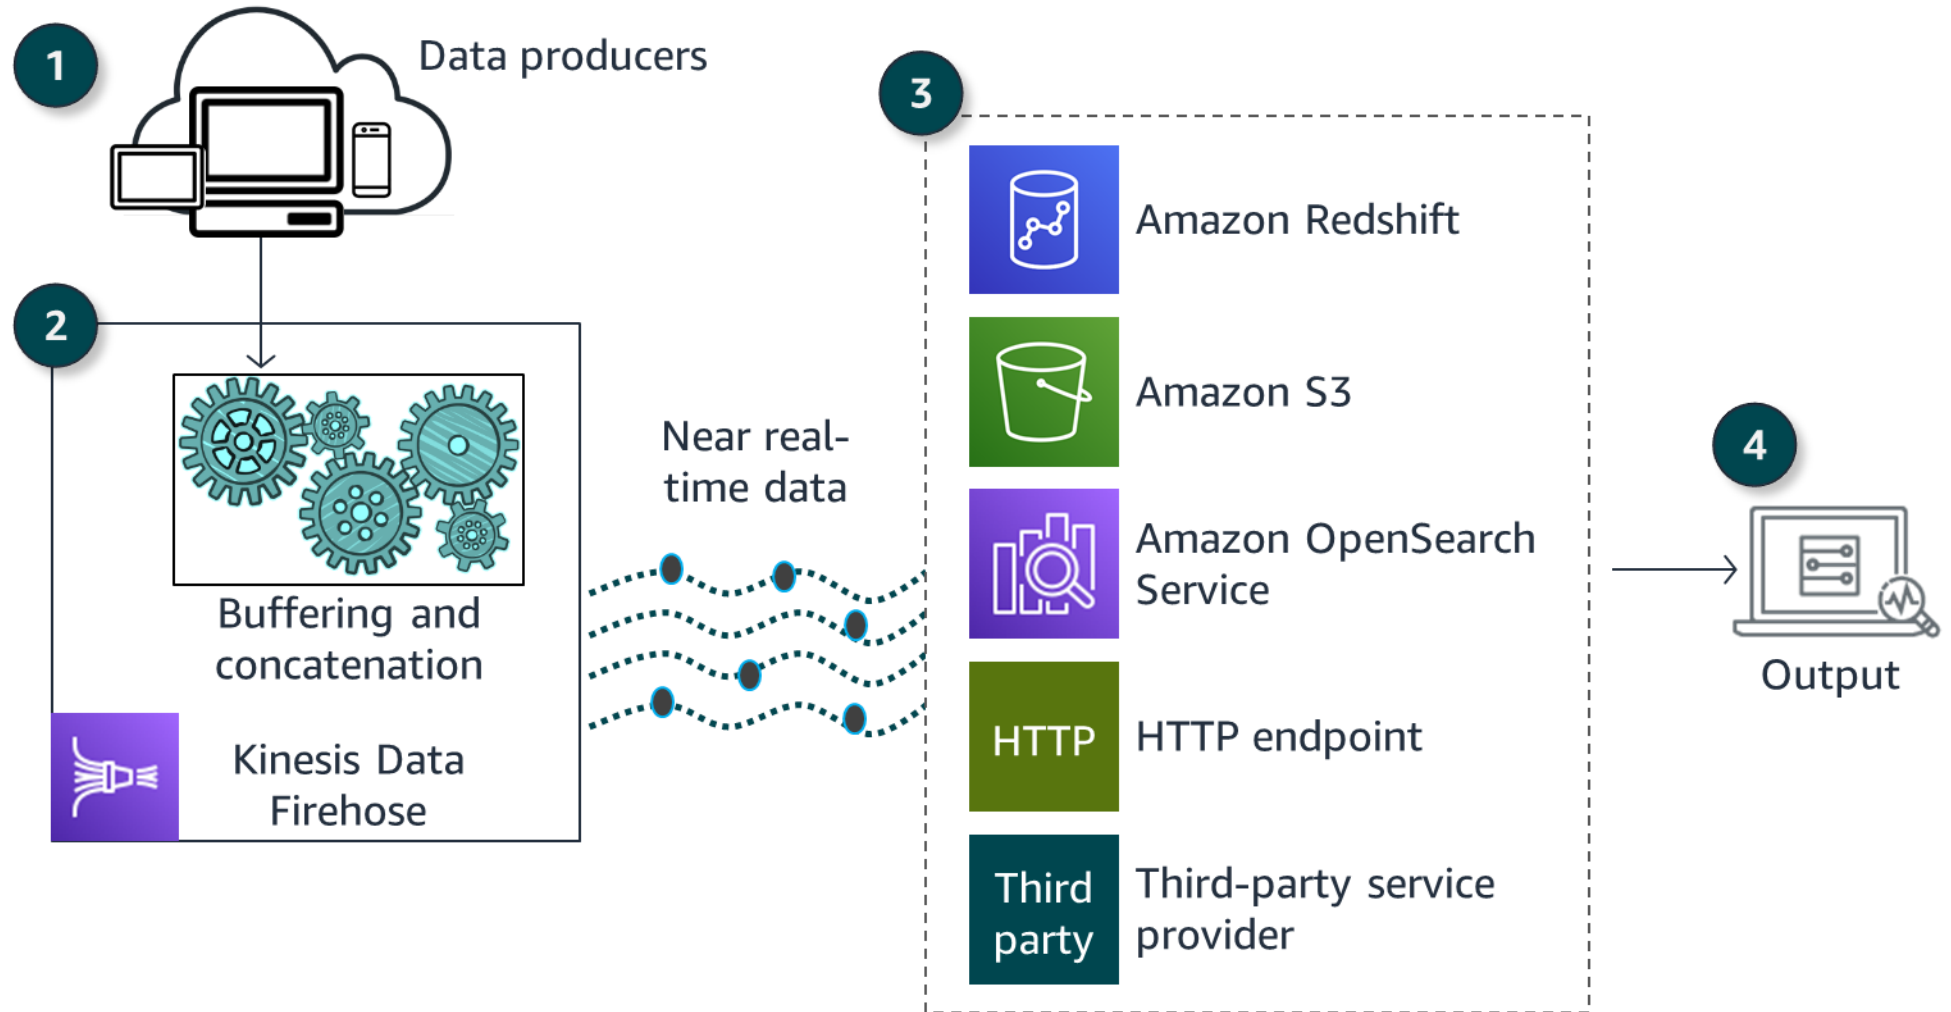 1
Data producers
2
Buffering and
concatenation
Kinesis Data
Firehose
Near real-
time data
3
Amazon Redshift
Amazon S3
Amazon OpenSearch
Service
HTTP
HTTP endpoint
Third
party
Third-party service
provider
4
Output